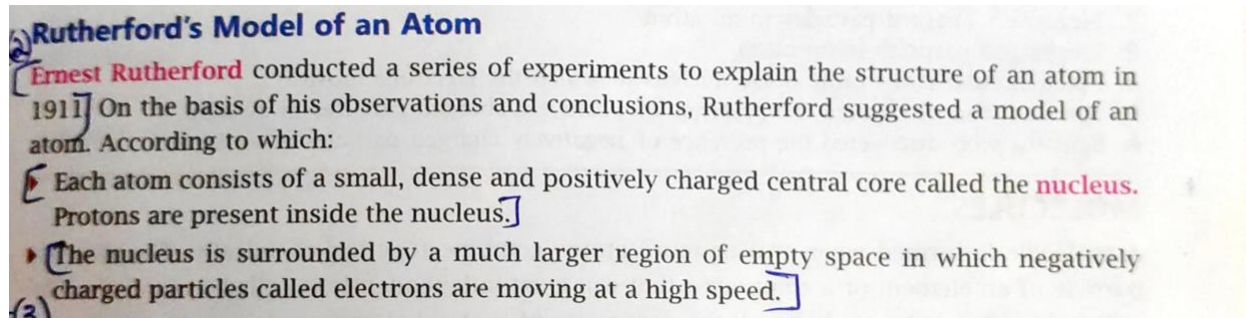 2) Rutherford's Model of an Atom
[Ernest Rutherford conducted a series of experiments to explain the structure of an atom in
1911] On the basis of his observations and conclusions, Rutherford suggested a model of an
atom. According to which:
[Each atom consists of a small, dense and positively charged central core called the nucleus.
Protons are present inside the nucleus.]
[The nucleus is surrounded by a much larger region of empty space in which negatively
charged particles called electrons are moving at a high speed.]
(3)